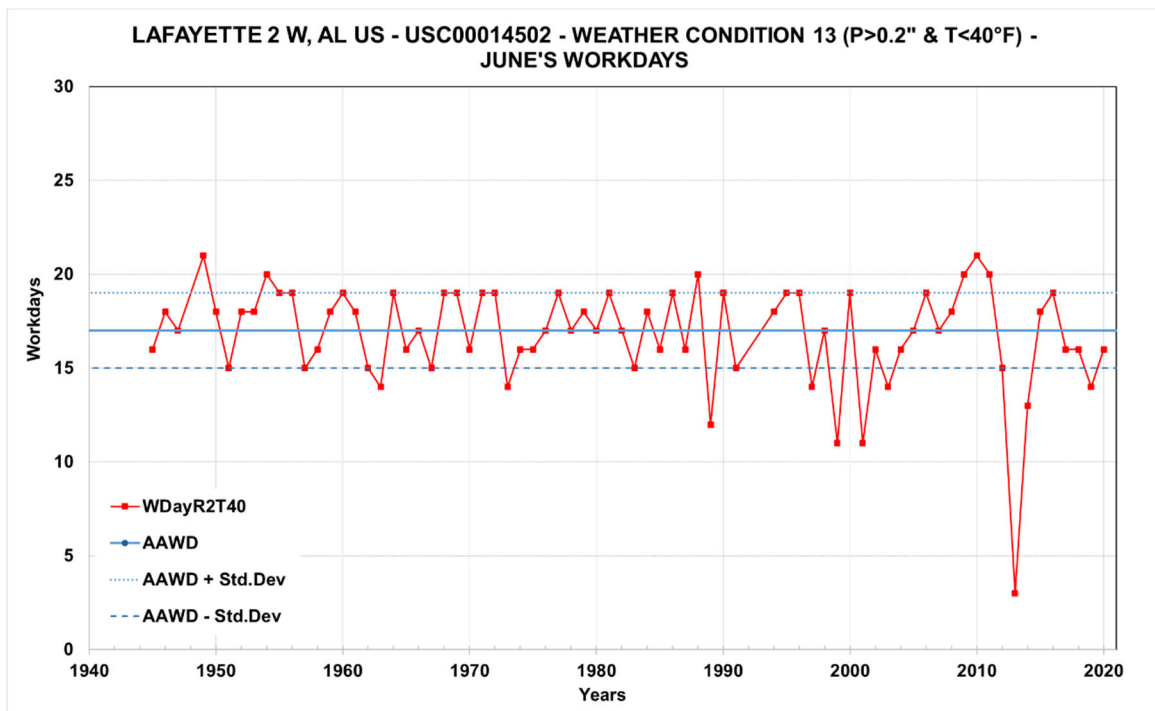 LAFAYETTE 2 W, AL US - USC00014502 - WEATHER CONDITION 13 (P>0.2" & T<40°F) -
JUNE'S WORKDAYS
30
25
20
15
10
5
0
Workdays
WDayR2T40
AAWD
AAWD + Std.Dev
AAWD - Std.Dev
1940 1950 1960 1970 1980 1990 2000 2010 2020
Years